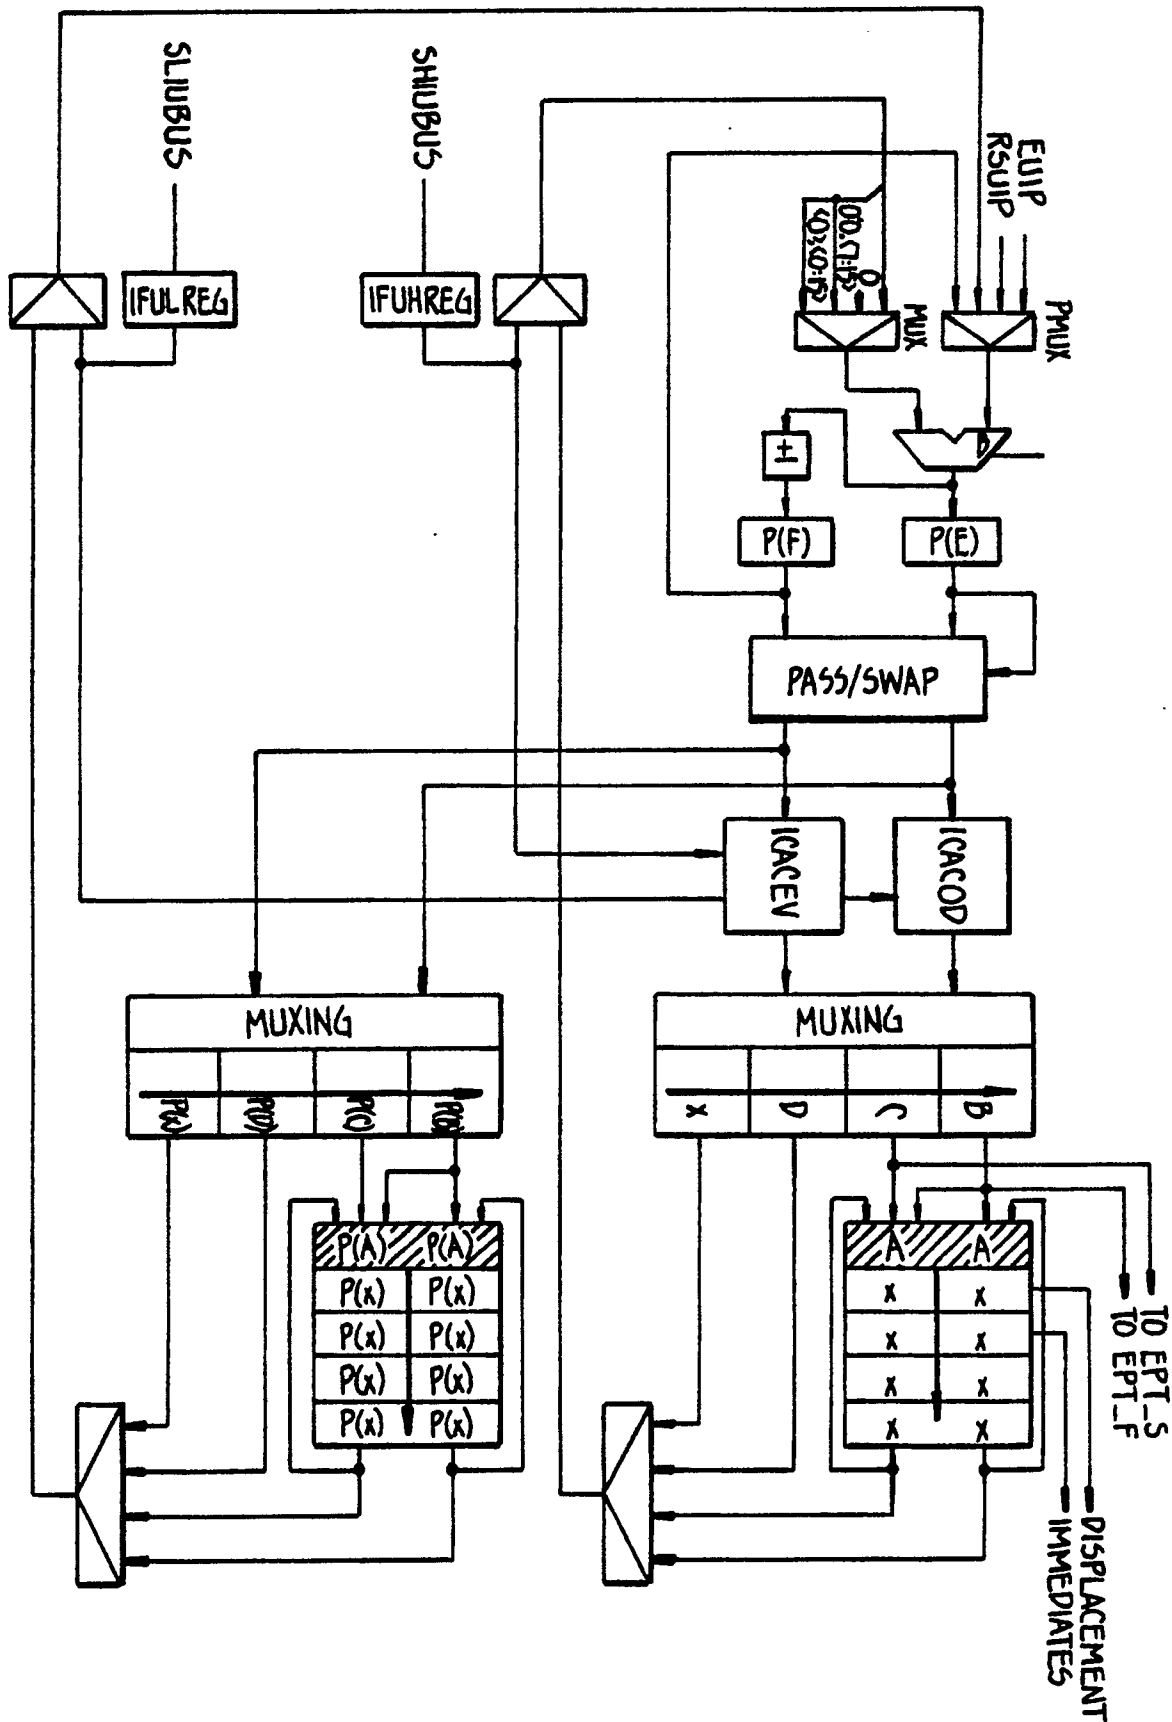 SLIUBUS
SHIUBUS
EUIP
RSUIP
0
PMUX
MUX
IFULREG
IFUHREG
±
P(F)
P(E)
PASS/SWAP
ICACEV
ICACOD
MUXING
MUXING
P(x)
P(D)
P(C)
P(B)
X
D
C
B
P(A) P(A)
P(x) P(x)
P(x) P(x)
P(x) P(x)
P(x) P(x)
A A
X X
X X
X X
X X
TO EPT_S
TO EPT_F
DISPLACEMENT
IMMEDIATES